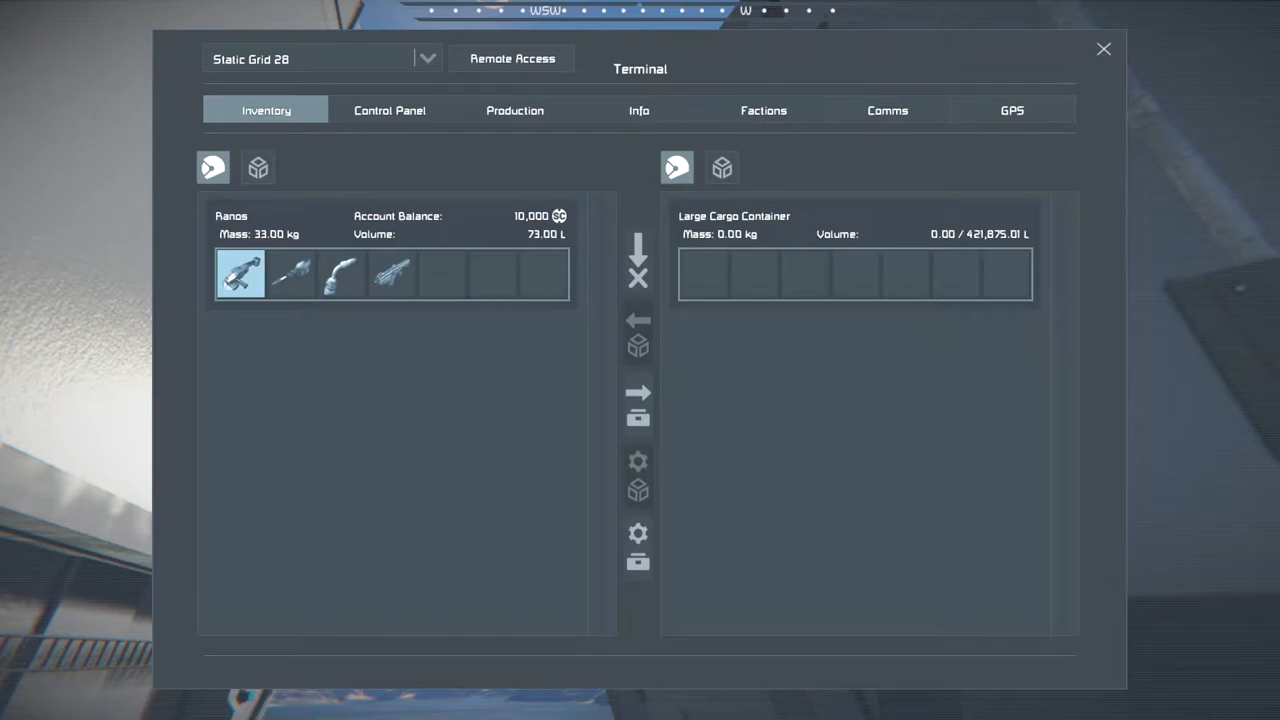 WSW W
Static Grid 28 Remote Access
Terminal
Inventory Control Panel Production Info Factions Comms GPS
Ranos Account Balance: 10,000 SC
Mass: 33.00 kg Volume: 73.00 L
Large Cargo Container
Mass: 0.00 kg Volume: 0.00 / 421,875.01 L